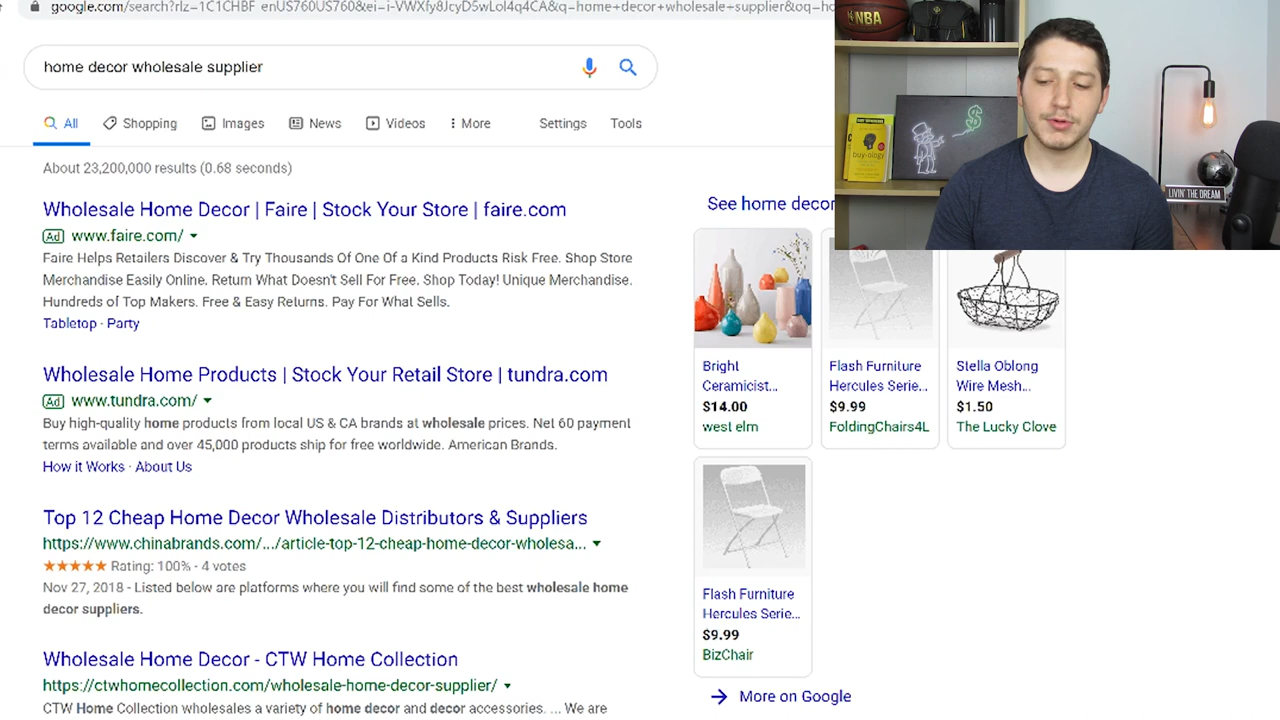 google.com/search?rlz=1C1CHBF_enUS760US760&ei=i-VWXfy8JcyD5wLoI4q4CA&q=home+decor+wholesale+supplier&oq=ho
home decor wholesale supplier
All
Shopping
Images
News
Videos
More
Settings
Tools
About 23,200,000 results (0.68 seconds)
Wholesale Home Decor | Faire | Stock Your Store | faire.com
Ad www.faire.com/
Faire Helps Retailers Discover & Try Thousands Of One Of a Kind Products Risk Free. Shop Store
Merchandise Easily Online. Return What Doesn't Sell For Free. Shop Today! Unique Merchandise.
Hundreds of Top Makers. Free & Easy Returns. Pay For What Sells.
Tabletop · Party
Wholesale Home Products | Stock Your Retail Store | tundra.com
Ad www.tundra.com/
Buy high-quality home products from local US & CA brands at wholesale prices. Net 60 payment
terms available and over 45,000 products ship for free worldwide. American Brands.
How it Works · About Us
Top 12 Cheap Home Decor Wholesale Distributors & Suppliers
https://www.chinabrands.com/.../article-top-12-cheap-home-decor-wholesa...
Rating: 100% - 4 votes
Nov 27, 2018 - Listed below are platforms where you will find some of the best wholesale home
decor suppliers.
Wholesale Home Decor - CTW Home Collection
https://ctwhomecollection.com/wholesale-home-decor-supplier/
CTW Home Collection wholesales a variety of home decor and decor accessories. ... We are
See home decor
Bright
Ceramicist...
$14.00
west elm
Flash Furniture
Hercules Serie...
$9.99
FoldingChairs4L
Stella Oblong
Wire Mesh...
$1.50
The Lucky Clove
Flash Furniture
Hercules Serie...
$9.99
BizChair
More on Google
NBA
$
buy-ology
LIVIN' THE DREAM